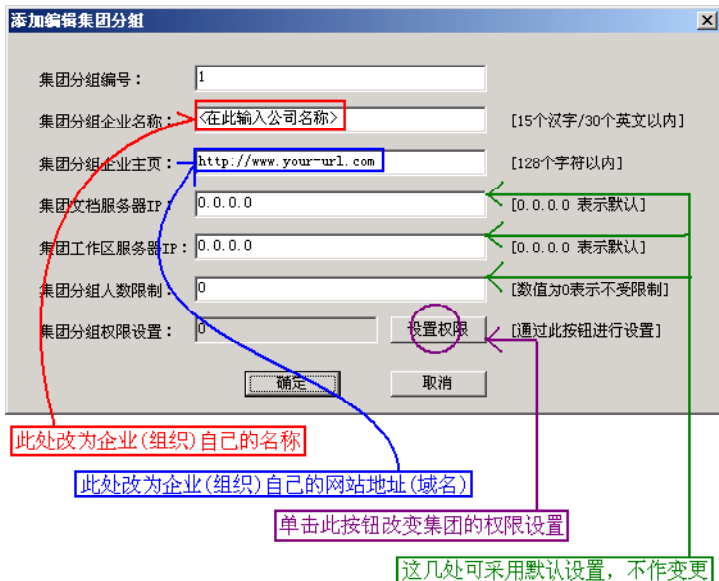 添加编辑集团分组
集团分组编号: 1
集团分组企业名称: <在此输入公司名称> [15个汉字/30个英文以内]
集团分组企业主页: http://www.your-url.com [128个字符以内]
集团文档服务器IP: 0.0.0.0 [0.0.0.0 表示默认]
集团工作区服务器IP: 0.0.0.0 [0.0.0.0 表示默认]
集团分组人数限制: 0 [数值为0表示不受限制]
集团分组权限设置: 0 设置权限 [通过此按钮进行设置]
确定 取消
此处改为企业(组织)自己的名称
此处改为企业(组织)自己的网站地址(域名)
单击此按钮改变集团的权限设置
这几处可采用默认设置，不作变更